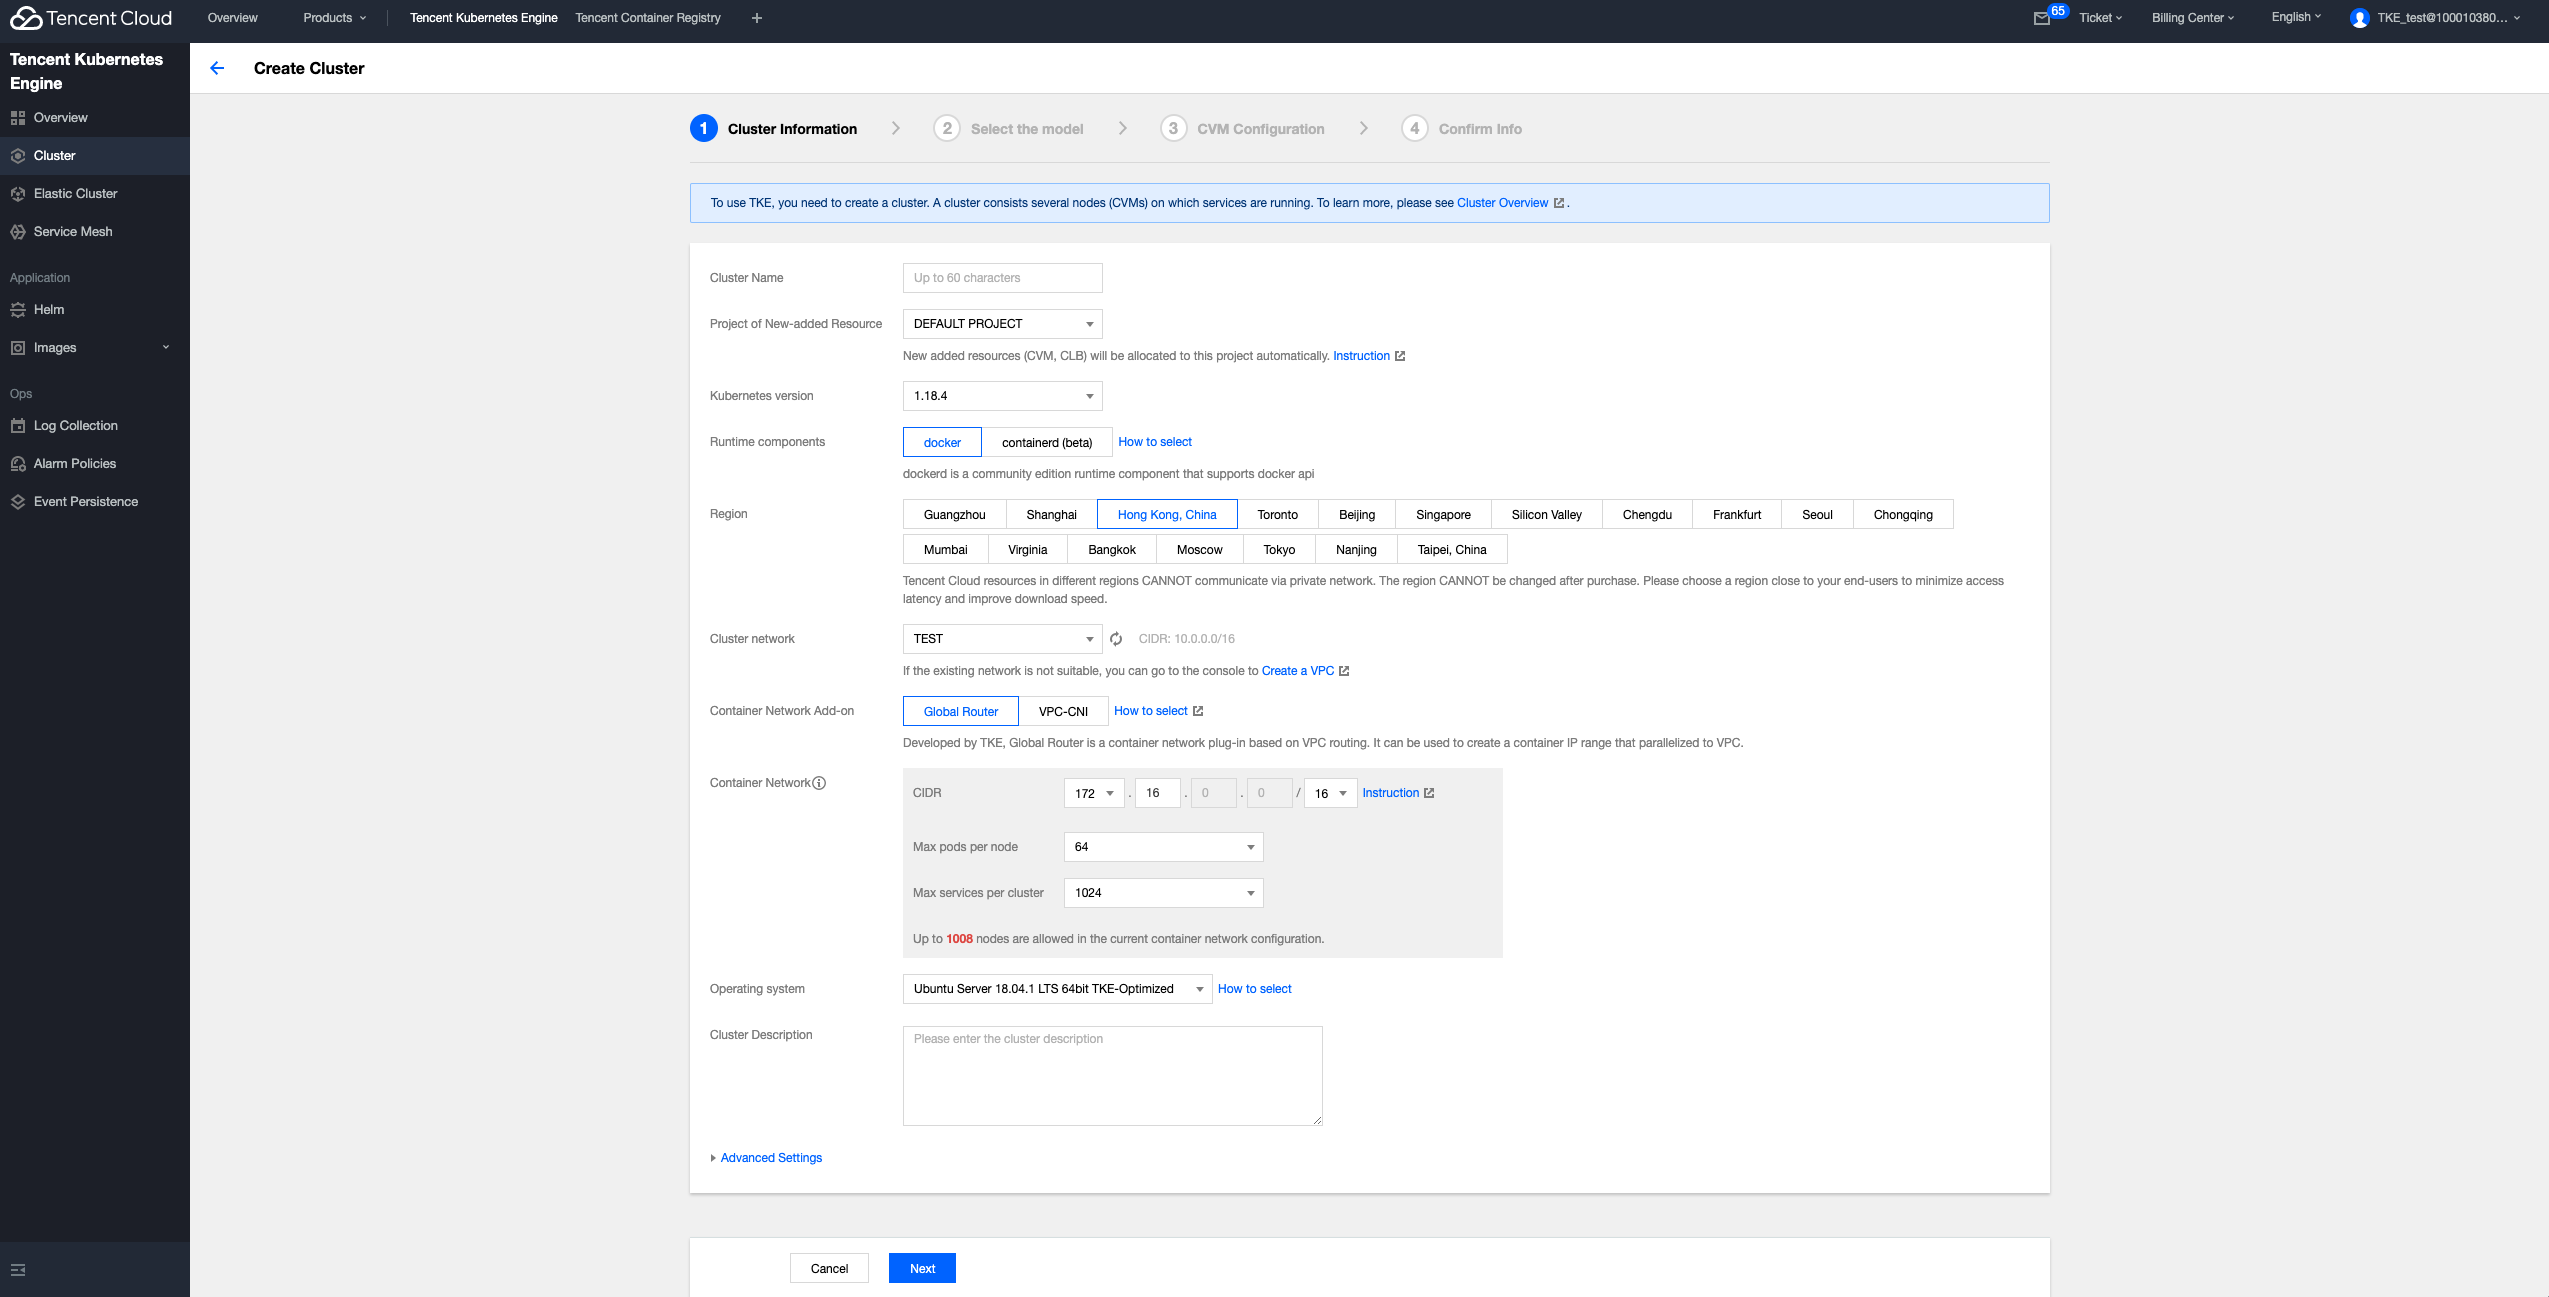 Tencent Cloud
Overview
Products
Tencent Kubernetes Engine
Tencent Container Registry
65
Ticket
Billing Center
English
TKE_test@100010380...
Tencent Kubernetes
Engine
Overview
Cluster
Elastic Cluster
Service Mesh
Application
Helm
Images
Ops
Log Collection
Alarm Policies
Event Persistence
Create Cluster
1 Cluster Information
2 Select the model
3 CVM Configuration
4 Confirm Info
To use TKE, you need to create a cluster. A cluster consists several nodes (CVMs) on which services are running. To learn more, please see Cluster Overview .
Cluster Name
Up to 60 characters
Project of New-added Resource
DEFAULT PROJECT
New added resources (CVM, CLB) will be allocated to this project automatically. Instruction
Kubernetes version
1.18.4
Runtime components
docker
containerd (beta)
How to select
dockerd is a community edition runtime component that supports docker api
Region
Guangzhou
Shanghai
Hong Kong, China
Toronto
Beijing
Singapore
Silicon Valley
Chengdu
Frankfurt
Seoul
Chongqing
Mumbai
Virginia
Bangkok
Moscow
Tokyo
Nanjing
Taipei, China
Tencent Cloud resources in different regions CANNOT communicate via private network. The region CANNOT be changed after purchase. Please choose a region close to your end-users to minimize access
latency and improve download speed.
Cluster network
TEST
CIDR: 10.0.0.0/16
If the existing network is not suitable, you can go to the console to Create a VPC
Container Network Add-on
Global Router
VPC-CNI
How to select
Developed by TKE, Global Router is a container network plug-in based on VPC routing. It can be used to create a container IP range that parallelized to VPC.
Container Network
CIDR
172 . 16 . 0 . 0 / 16
Instruction
Max pods per node
64
Max services per cluster
1024
Up to 1008 nodes are allowed in the current container network configuration.
Operating system
Ubuntu Server 18.04.1 LTS 64bit TKE-Optimized
How to select
Cluster Description
Please enter the cluster description
Advanced Settings
Cancel
Next